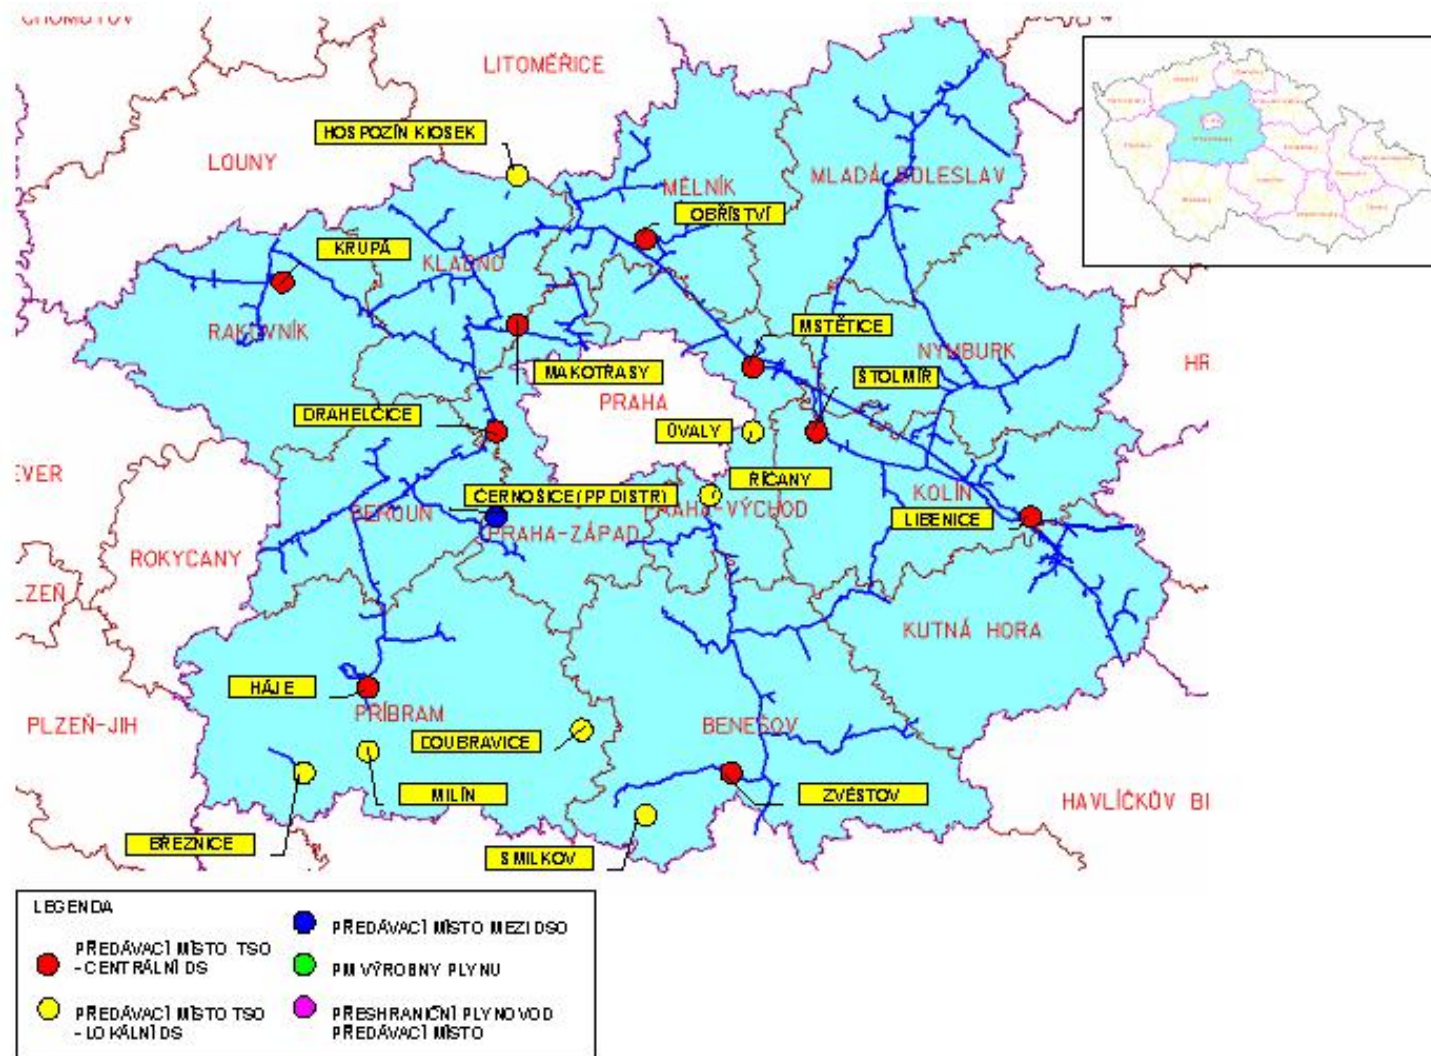 CHOMUTOV
LITOMĚŘICE
HOSPOZÍN KIOSEK
LOUNY
MĚLNÍK
MLADÁ BOLESLAV
OBŘÍSTVÍ
KRUPÁ
KLADNO
RAKOVNÍK
MSTĚTICE
NYMBURK
HR
MAKOTŘASY
ŠTOLMÍŘ
PRAHA
DRAHELČICE
ÚVALY
EVER
ŘÍČANY
ČERNOŠICE(PP DISTR)
KOLÍN
BEROUN
PRAHA-VÝCHOD
LIBENICE
PRAHA-ZÁPAD
ROKYCANY
LZEŇ
KUTNÁ HORA
HÁJE
PŘÍBRAM
PLZEŇ-JIH
BENEŠOV
DOUBRAVICE
MILÍN
ZVĚSTOV
HAVLÍČKŮV BI
BŘEZNICE
SMILKOV
LEGENDA
PŘEDÁVACÍ MÍSTO TSO
-CENTRÁLNÍ DS
PŘEDÁVACÍ MÍSTO TSO
-LOKÁLNÍ DS
PŘEDÁVACÍ MÍSTO MEZI DSO
PM VÝROBNY PLYNU
PŘESHRANIČNÍ PLYNOVOD
PŘEDÁVACÍ MÍSTO